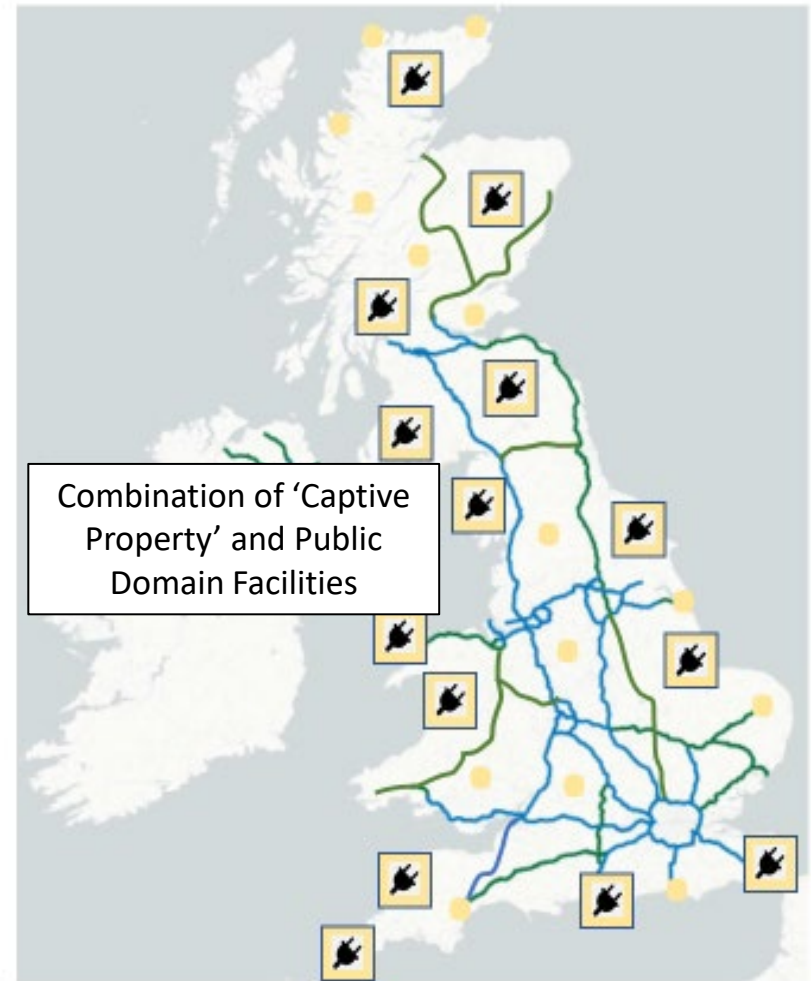 Combination of ‘Captive
Property’ and Public
Domain Facilities